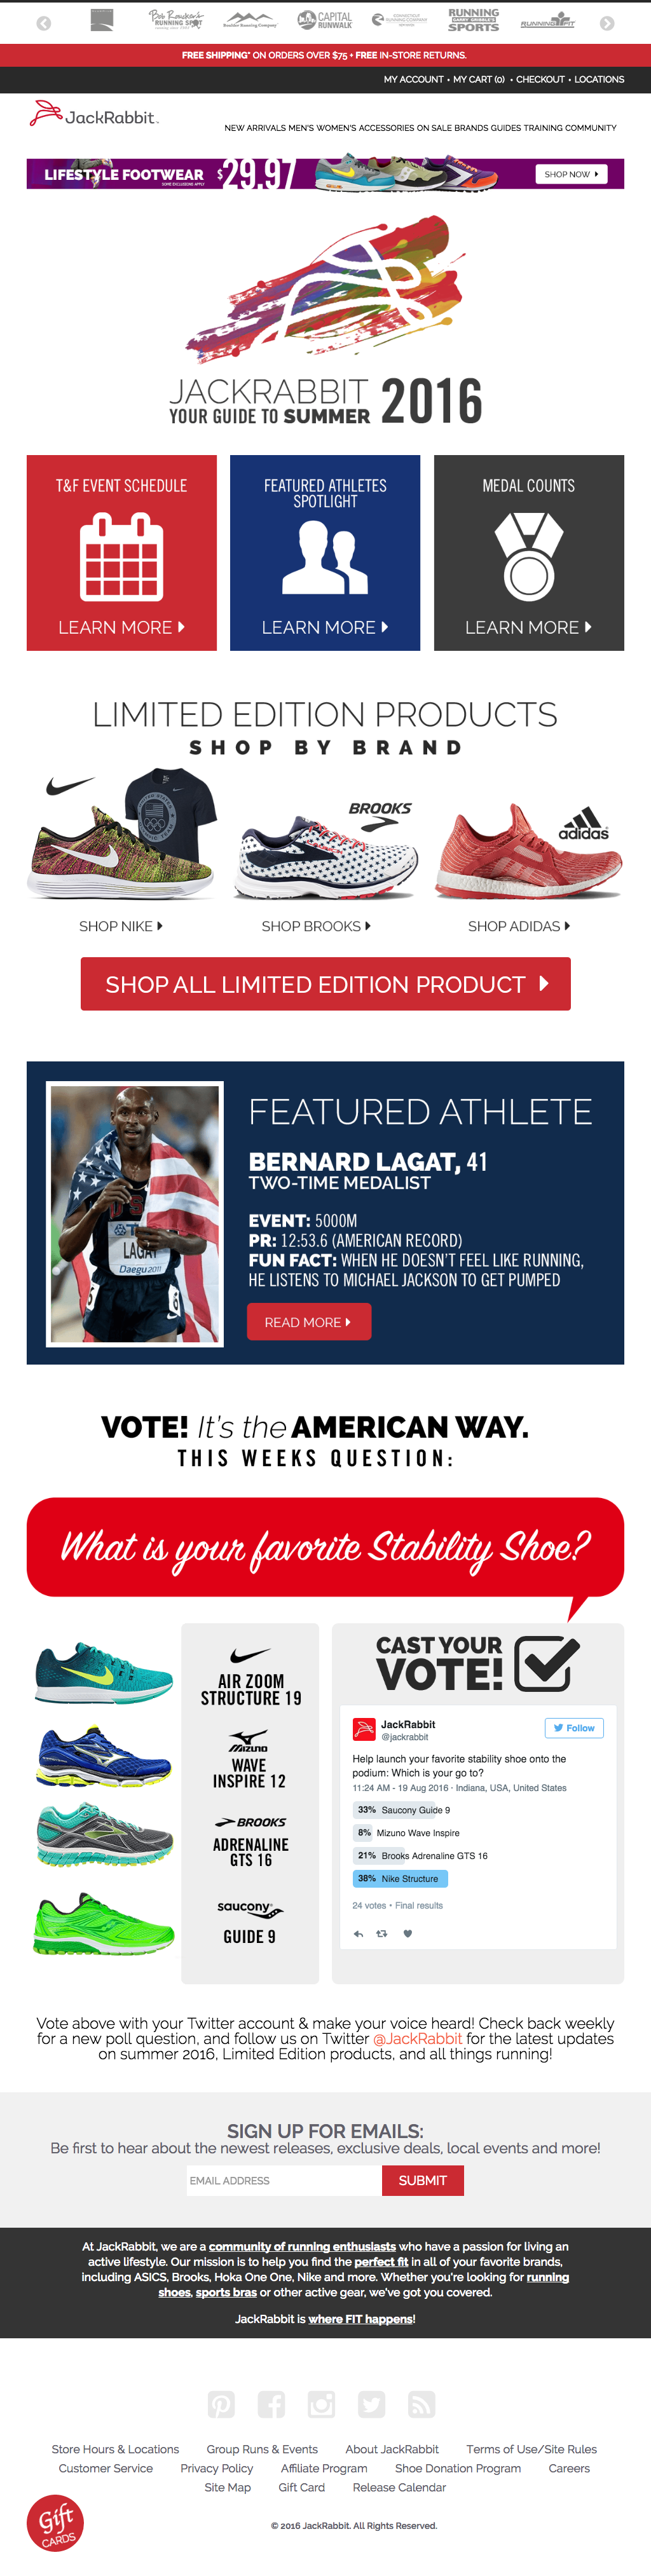 Bob Roncker's
RUNNING SPOT
Boulder Running Company
CAPITAL
RUNWALK
RUNNING
SPORTS
RUNNING FIT
FREE SHIPPING* ON ORDERS OVER $75 + FREE IN-STORE RETURNS.
MY ACCOUNT • MY CART (0) • CHECKOUT • LOCATIONS
JackRabbit
NEW ARRIVALS MEN'S WOMEN'S ACCESSORIES ON SALE BRANDS GUIDES TRAINING COMMUNITY
LIFESTYLE FOOTWEAR $29.97
SOME EXCLUSIONS APPLY
SHOP NOW
JACKRABBIT 2016
YOUR GUIDE TO SUMMER
T&F EVENT SCHEDULE
LEARN MORE
FEATURED ATHLETES
SPOTLIGHT
LEARN MORE
MEDAL COUNTS
LEARN MORE
LIMITED EDITION PRODUCTS
SHOP BY BRAND
BROOKS
adidas
SHOP NIKE
SHOP BROOKS
SHOP ADIDAS
SHOP ALL LIMITED EDITION PRODUCT
LAGAT
Daegu 2011
FEATURED ATHLETE
BERNARD LAGAT, 41
TWO-TIME MEDALIST
EVENT: 5000M
PR: 12:53.6 (AMERICAN RECORD)
FUN FACT: WHEN HE DOESN'T FEEL LIKE RUNNING,
HE LISTENS TO MICHAEL JACKSON TO GET PUMPED
READ MORE
VOTE! It's the AMERICAN WAY.
THIS WEEKS QUESTION:
What is your favorite Stability Shoe?
AIR ZOOM
STRUCTURE 19
MIZUNO
WAVE
INSPIRE 12
BROOKS
ADRENALINE
GTS 16
saucony
GUIDE 9
CAST YOUR
VOTE!
JackRabbit
@jackrabbit
Follow
Help launch your favorite stability shoe onto the
podium: Which is your go to?
11:24 AM - 19 Aug 2016 · Indiana, USA, United States
33% Saucony Guide 9
8% Mizuno Wave Inspire
21% Brooks Adrenaline GTS 16
38% Nike Structure
24 votes • Final results
Vote above with your Twitter account & make your voice heard! Check back weekly
for a new poll question, and follow us on Twitter @JackRabbit for the latest updates
on summer 2016, Limited Edition products, and all things running!
SIGN UP FOR EMAILS:
Be first to hear about the newest releases, exclusive deals, local events and more!
EMAIL ADDRESS
SUBMIT
At JackRabbit, we are a community of running enthusiasts who have a passion for living an
active lifestyle. Our mission is to help you find the perfect fit in all of your favorite brands,
including ASICS, Brooks, Hoka One One, Nike and more. Whether you're looking for running
shoes, sports bras or other active gear, we've got you covered.
JackRabbit is where FIT happens!
Store Hours & Locations Group Runs & Events About JackRabbit Terms of Use/Site Rules
Customer Service Privacy Policy Affiliate Program Shoe Donation Program Careers
Site Map Gift Card Release Calendar
Gift
CARDS
© 2016 JackRabbit. All Rights Reserved.